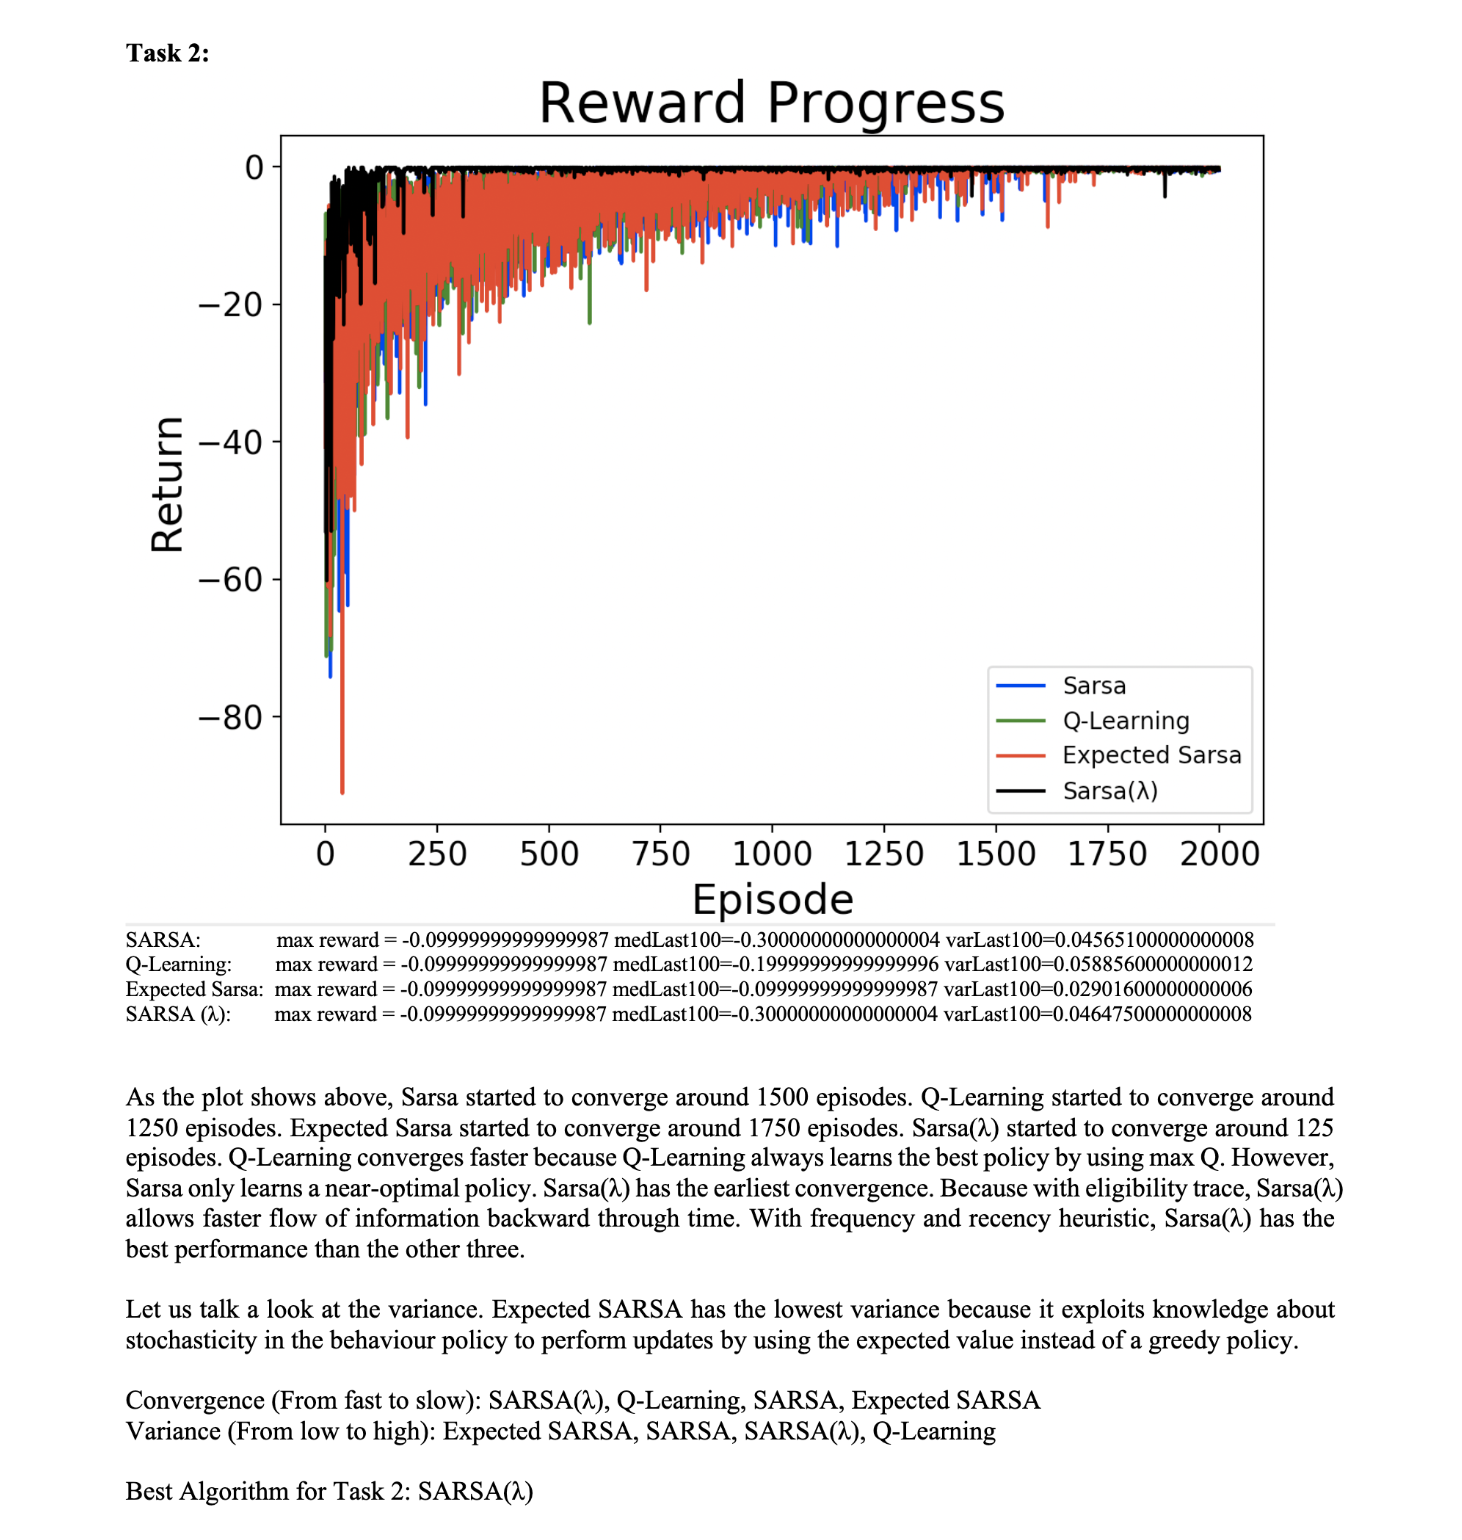 Task 2:
Reward Progress
0
−20
−40
−60
−80
Return
Sarsa
Q-Learning
Expected Sarsa
Sarsa(λ)
0 250 500 750 1000 1250 1500 1750 2000
Episode
SARSA: max reward = -0.09999999999999987 medLast100=-0.30000000000000004 varLast100=0.04565100000000008
Q-Learning: max reward = -0.09999999999999987 medLast100=-0.19999999999999996 varLast100=0.05885600000000012
Expected Sarsa: max reward = -0.09999999999999987 medLast100=-0.09999999999999987 varLast100=0.02901600000000006
SARSA (λ): max reward = -0.09999999999999987 medLast100=-0.30000000000000004 varLast100=0.04647500000000008
As the plot shows above, Sarsa started to converge around 1500 episodes. Q-Learning started to converge around
1250 episodes. Expected Sarsa started to converge around 1750 episodes. Sarsa(λ) started to converge around 125
episodes. Q-Learning converges faster because Q-Learning always learns the best policy by using max Q. However,
Sarsa only learns a near-optimal policy. Sarsa(λ) has the earliest convergence. Because with eligibility trace, Sarsa(λ)
allows faster flow of information backward through time. With frequency and recency heuristic, Sarsa(λ) has the
best performance than the other three.
Let us talk a look at the variance. Expected SARSA has the lowest variance because it exploits knowledge about
stochasticity in the behaviour policy to perform updates by using the expected value instead of a greedy policy.
Convergence (From fast to slow): SARSA(λ), Q-Learning, SARSA, Expected SARSA
Variance (From low to high): Expected SARSA, SARSA, SARSA(λ), Q-Learning
Best Algorithm for Task 2: SARSA(λ)